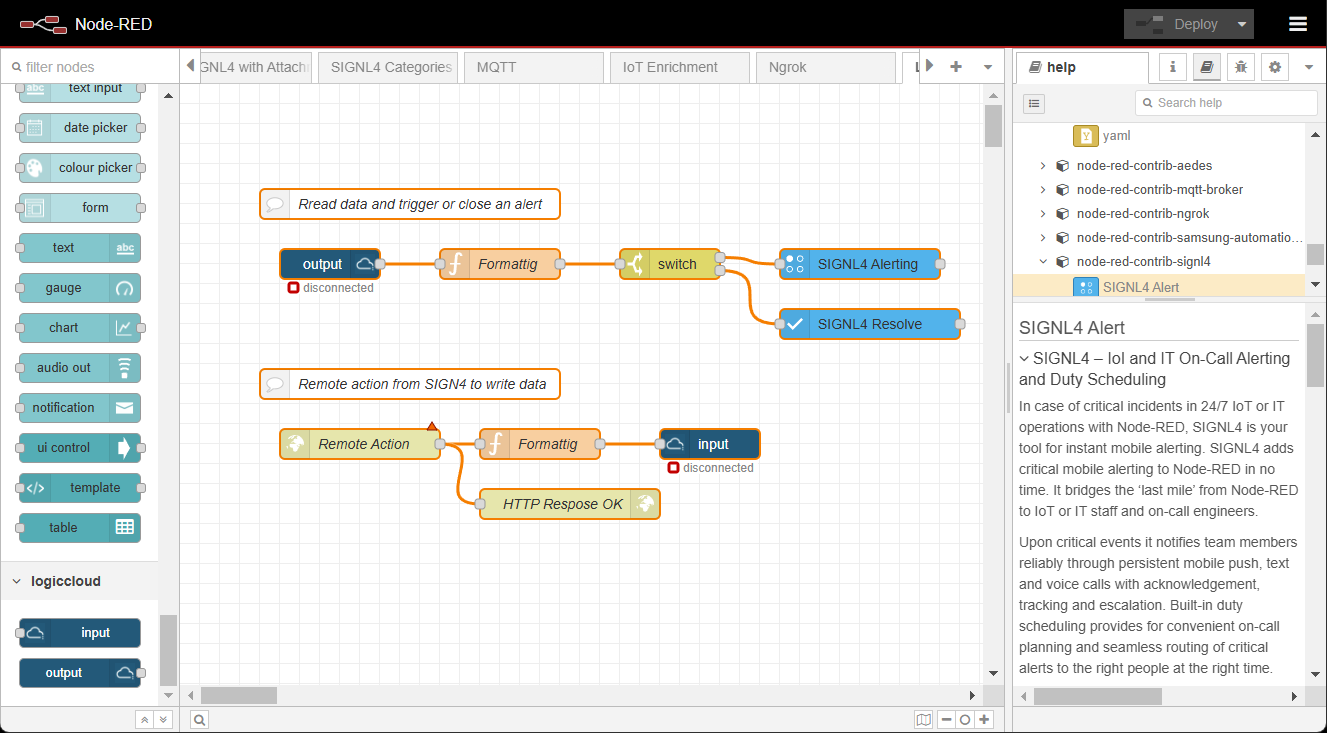 Node-RED
Deploy
filter nodes
text input
date picker
colour picker
form
text
abc
gauge
chart
audio out
notification
ui control
template
table
logiccloud
input
output
SIGNL4 Categories
MQTT
IoT Enrichment
Ngrok
Rread data and trigger or close an alert
output
disconnected
Formattig
switch
SIGNL4 Alerting
SIGNL4 Resolve
Remote action from SIGN4 to write data
Remote Action
Formattig
input
disconnected
HTTP Respose OK
help
Search help
yaml
node-red-contrib-aedes
node-red-contrib-mqtt-broker
node-red-contrib-ngrok
node-red-contrib-samsung-automatio...
node-red-contrib-signl4
SIGNL4 Alert
SIGNL4 Alert
SIGNL4 – IoI and IT On-Call Alerting
and Duty Scheduling
In case of critical incidents in 24/7 IoT or IT
operations with Node-RED, SIGNL4 is your
tool for instant mobile alerting. SIGNL4 adds
critical mobile alerting to Node-RED in no
time. It bridges the ‘last mile’ from Node-RED
to IoT or IT staff and on-call engineers.
Upon critical events it notifies team members
reliably through persistent mobile push, text
and voice calls with acknowledgement,
tracking and escalation. Built-in duty
scheduling provides for convenient on-call
planning and seamless routing of critical
alerts to the right people at the right time.